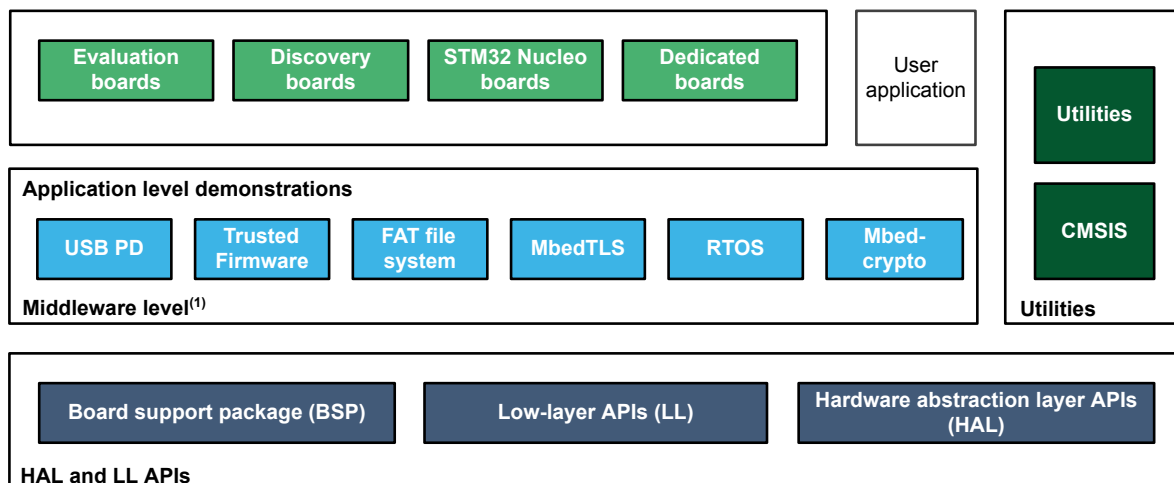 Evaluation
boards
Discovery
boards
STM32 Nucleo
boards
Dedicated
boards
User
application
Utilities
CMSIS
Utilities
Application level demonstrations
USB PD
Trusted
Firmware
FAT file
system
MbedTLS
RTOS
Mbed-
crypto
Middleware level(1)
Board support package (BSP)
Low-layer APIs (LL)
Hardware abstraction layer APIs
(HAL)
HAL and LL APIs